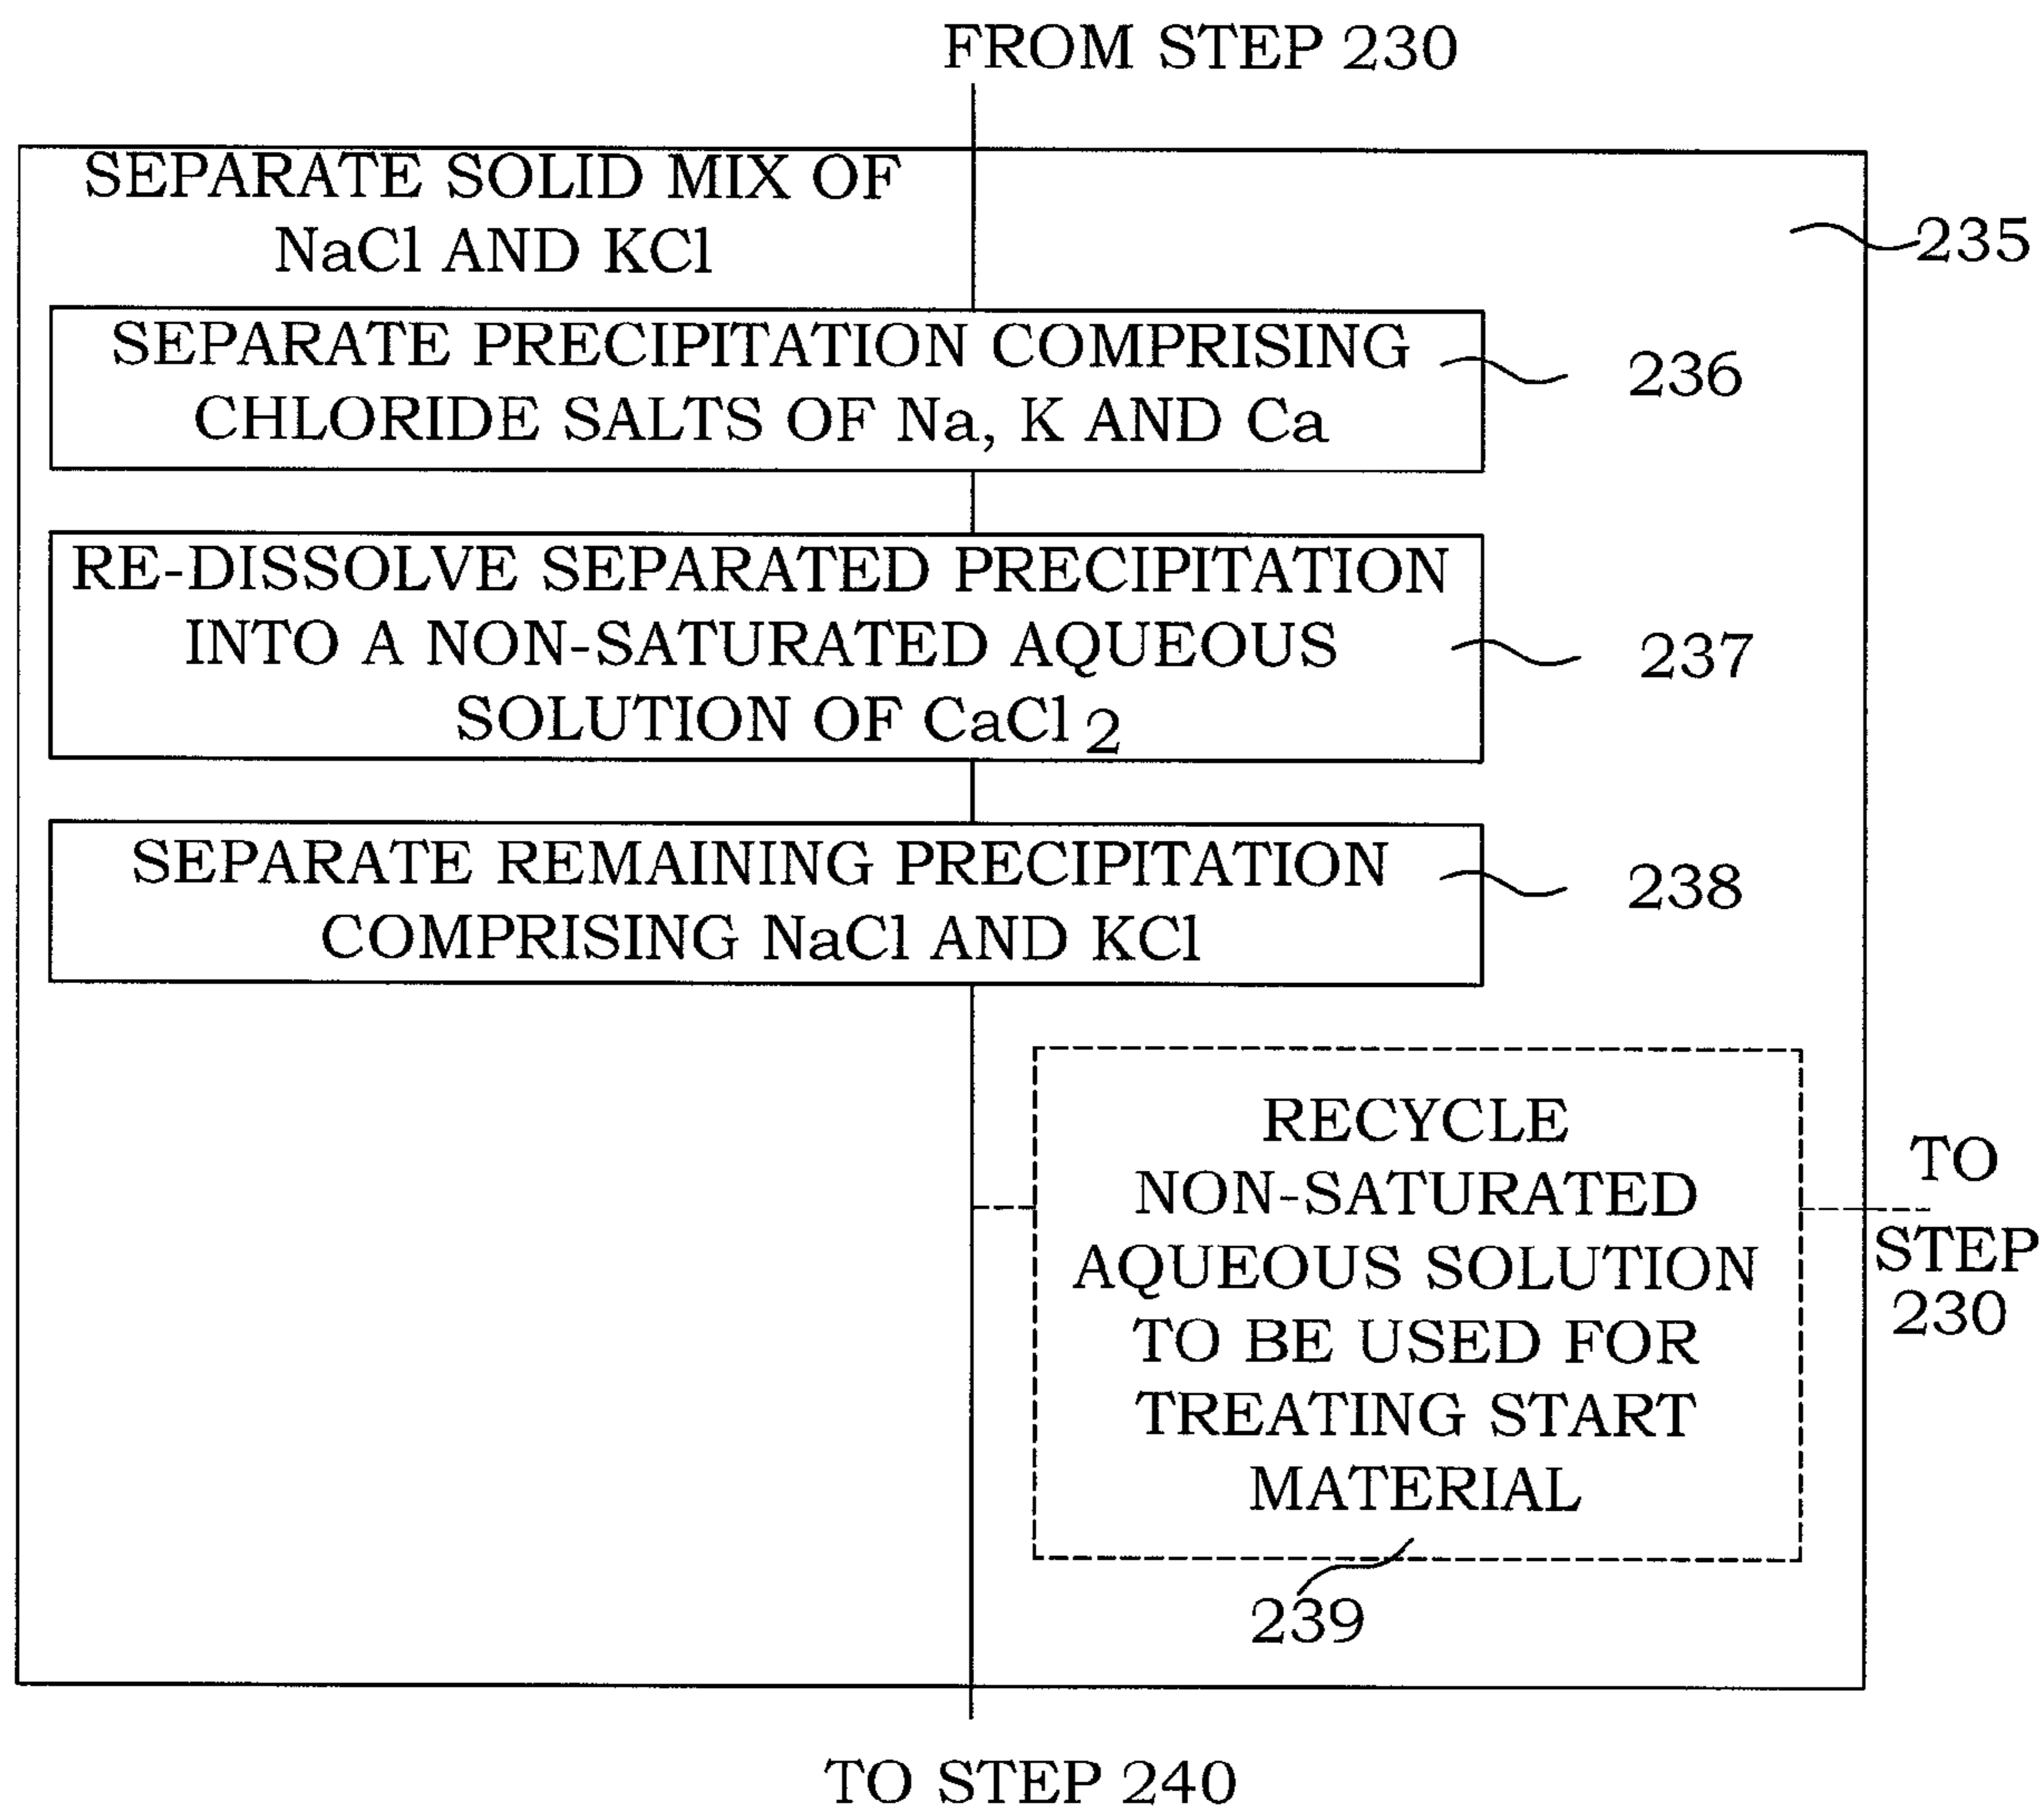 FROM STEP 230
SEPARATE SOLID MIX OF
NaCl AND KCl
235
SEPARATE PRECIPITATION COMPRISING
CHLORIDE SALTS OF Na, K AND Ca
236
RE-DISSOLVE SEPARATED PRECIPITATION
INTO A NON-SATURATED AQUEOUS
SOLUTION OF CaCl 2
237
SEPARATE REMAINING PRECIPITATION
COMPRISING NaCl AND KCl
238
RECYCLE
NON-SATURATED
AQUEOUS SOLUTION
TO BE USED FOR
TREATING START
MATERIAL
239
TO
STEP
230
TO STEP 240